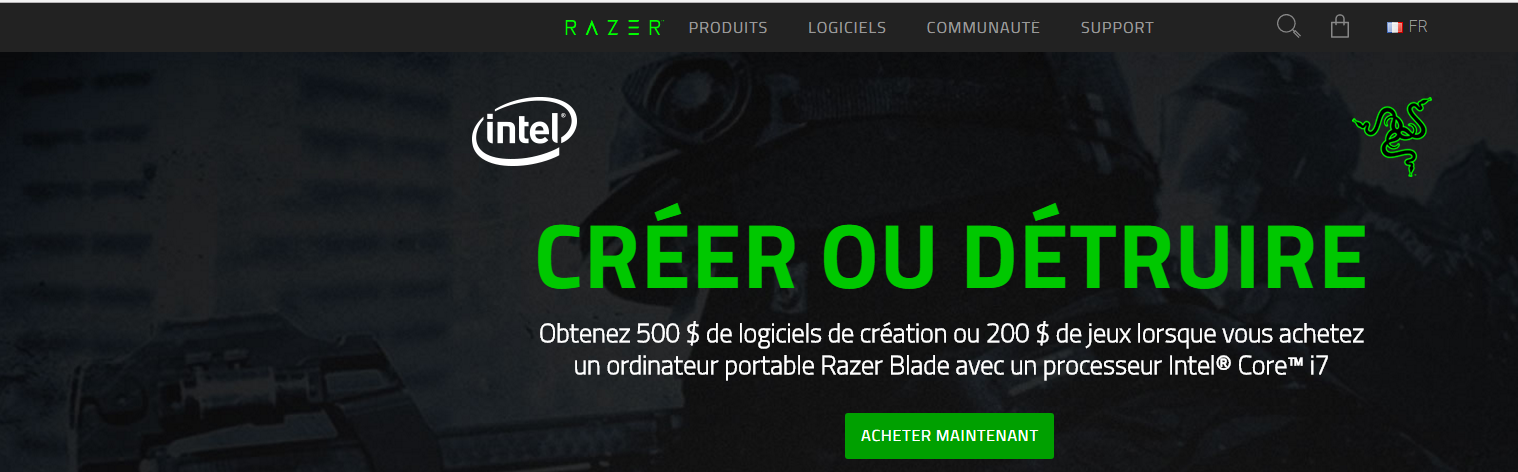 RAZER PRODUITS LOGICIELS COMMUNAUTE SUPPORT FR
intel®
CRÉER OU DÉTRUIRE
Obtenez 500 $ de logiciels de création ou 200 $ de jeux lorsque vous achetez
un ordinateur portable Razer Blade avec un processeur Intel® Core™ i7
ACHETER MAINTENANT